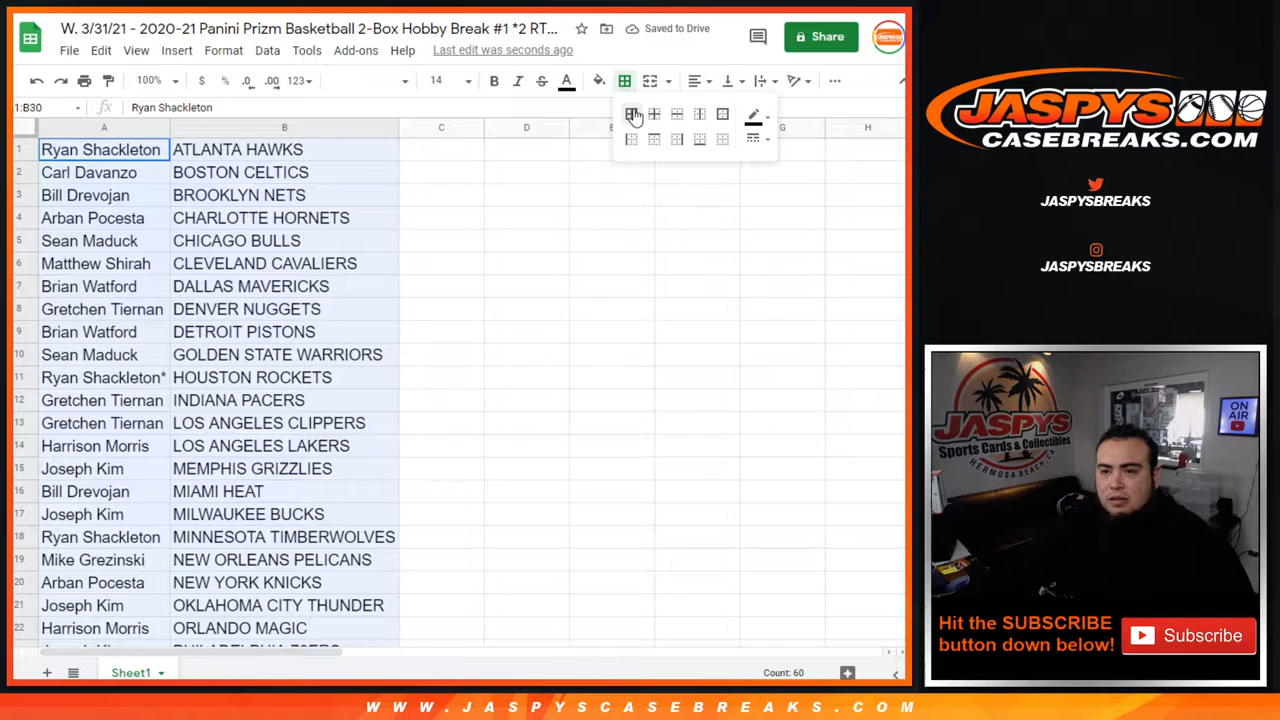 W. 3/31/21 - 2020-21 Panini Prizm Basketball 2-Box Hobby Break #1 *2 RT...
Saved to Drive
Share
File Edit View Insert Format Data Tools Add-ons Help Last edit was seconds ago
100% $ % .0 .00 123 14 B I S A
1:B30 fx Ryan Shackleton
A B C D E G H
1 Ryan Shackleton ATLANTA HAWKS
2 Carl Davanzo BOSTON CELTICS
3 Bill Drevojan BROOKLYN NETS
4 Arban Pocesta CHARLOTTE HORNETS
5 Sean Maduck CHICAGO BULLS
6 Matthew Shirah CLEVELAND CAVALIERS
7 Brian Watford DALLAS MAVERICKS
8 Gretchen Tiernan DENVER NUGGETS
9 Brian Watford DETROIT PISTONS
10 Sean Maduck GOLDEN STATE WARRIORS
11 Ryan Shackleton* HOUSTON ROCKETS
12 Gretchen Tiernan INDIANA PACERS
13 Gretchen Tiernan LOS ANGELES CLIPPERS
14 Harrison Morris LOS ANGELES LAKERS
15 Joseph Kim MEMPHIS GRIZZLIES
16 Bill Drevojan MIAMI HEAT
17 Joseph Kim MILWAUKEE BUCKS
18 Ryan Shackleton MINNESOTA TIMBERWOLVES
19 Mike Grezinski NEW ORLEANS PELICANS
20 Arban Pocesta NEW YORK KNICKS
21 Joseph Kim OKLAHOMA CITY THUNDER
22 Harrison Morris ORLANDO MAGIC
Sheet1
Count: 60
JASPYS
CASEBREAKS.COM
JASPYSBREAKS
JASPYSBREAKS
JASPYS
Sports Cards & Collectibles
HERMOSA BEACH, CA
ON
AIR
Hit the SUBSCRIBE
button down below!
Subscribe
WWW.JASPYSCASEBREAKS.COM